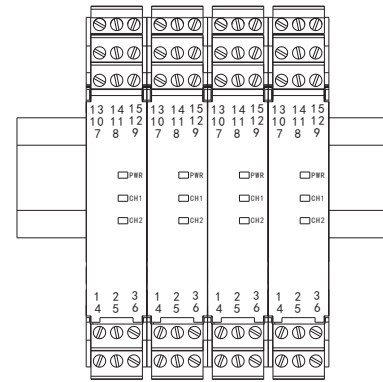 13 14 15 13 14 15 13 14 15 13 14 15
10 11 12 10 11 12 10 11 12 10 11 12
7 8 9 7 8 9 7 8 9 7 8 9
PWR PWR PWR PWR
CH1 CH1 CH1 CH1
CH2 CH2 CH2 CH2
1 2 3 1 2 3 1 2 3 1 2 3
4 5 6 4 5 6 4 5 6 4 5 6